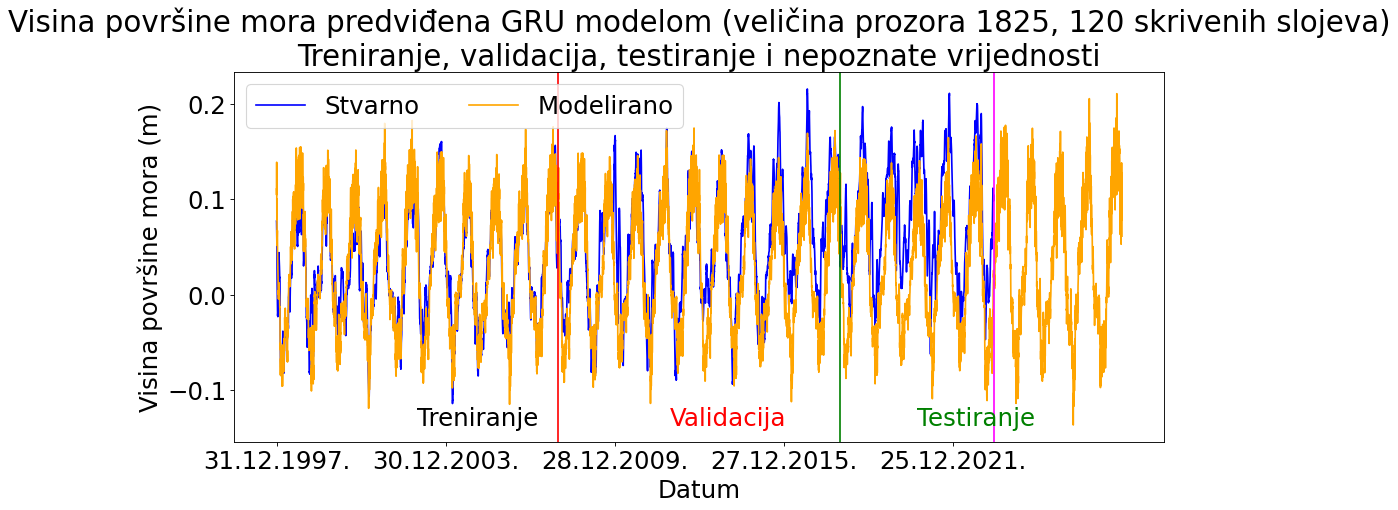 Visina površine mora predviđena GRU modelom (veličina prozora 1825, 120 skrivenih slojeva)
Treniranje, validacija, testiranje i nepoznate vrijednosti
Stvarno Modelirano
Visina površine mora (m)
0.2
0.1
0.0
−0.1
Treniranje Validacija Testiranje
31.12.1997. 30.12.2003. 28.12.2009. 27.12.2015. 25.12.2021.
Datum